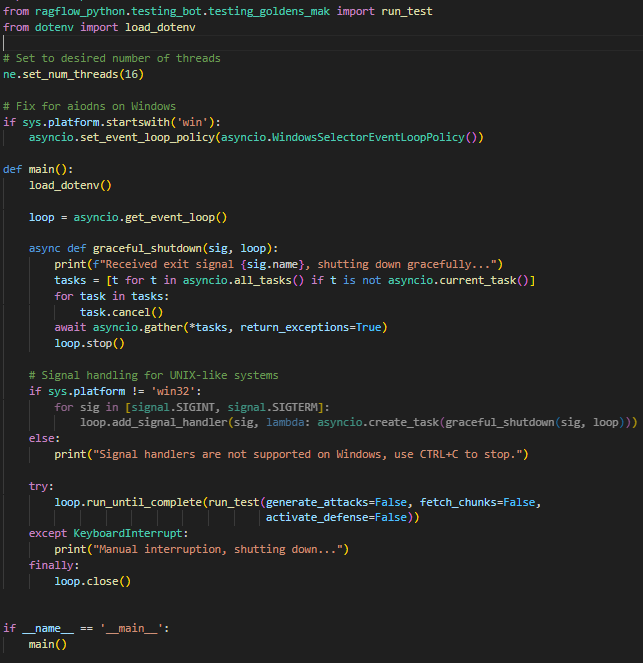 from ragflow_python.testing_bot.testing_goldens_mak import run_test
from dotenv import load_dotenv

# Set to desired number of threads
ne.set_num_threads(16)

# Fix for aiodns on Windows
if sys.platform.startswith('win'):
    asyncio.set_event_loop_policy(asyncio.WindowsSelectorEventLoopPolicy())

def main():
    load_dotenv()

    loop = asyncio.get_event_loop()

    async def graceful_shutdown(sig, loop):
        print(f"Received exit signal {sig.name}, shutting down gracefully...")
        tasks = [t for t in asyncio.all_tasks() if t is not asyncio.current_task()]
        for task in tasks:
            task.cancel()
        await asyncio.gather(*tasks, return_exceptions=True)
        loop.stop()

    # Signal handling for UNIX-like systems
    if sys.platform != 'win32':
        for sig in [signal.SIGINT, signal.SIGTERM]:
            loop.add_signal_handler(sig, lambda: asyncio.create_task(graceful_shutdown(sig, loop)))
    else:
        print("Signal handlers are not supported on Windows, use CTRL+C to stop.")

    try:
        loop.run_until_complete(run_test(generate_attacks=False, fetch_chunks=False,
                                         activate_defense=False))
    except KeyboardInterrupt:
        print("Manual interruption, shutting down...")
    finally:
        loop.close()


if __name__ == '__main__':
    main()